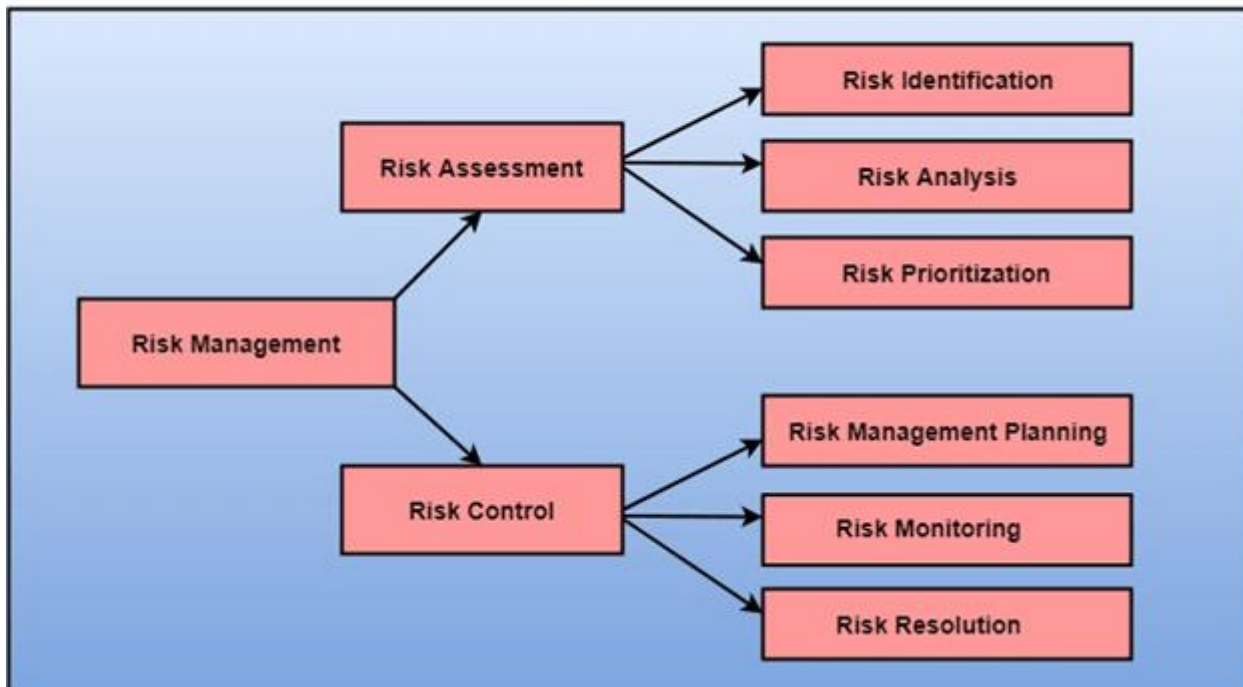 Risk Identification
Risk Assessment
Risk Analysis
Risk Prioritization
Risk Management
Risk Management Planning
Risk Control
Risk Monitoring
Risk Resolution